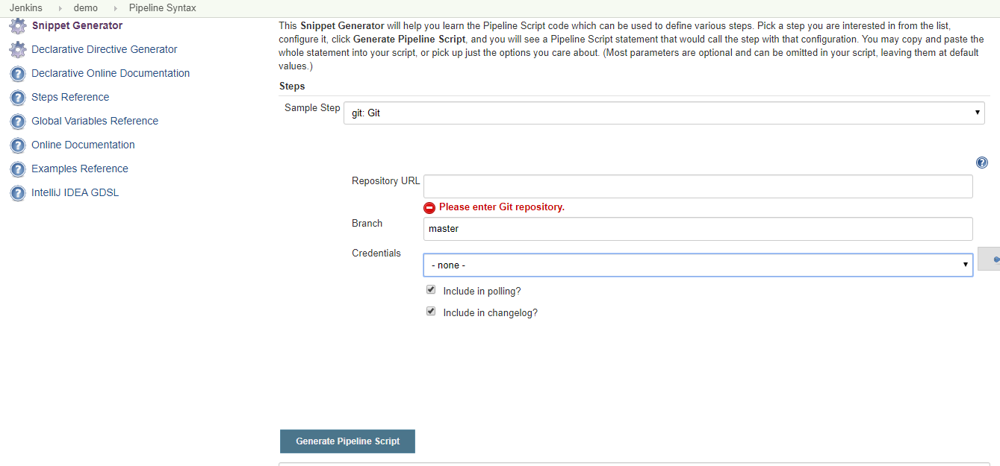 Jenkins demo Pipeline Syntax
Snippet Generator
Declarative Directive Generator
Declarative Online Documentation
Steps Reference
Global Variables Reference
Online Documentation
Examples Reference
IntelliJ IDEA GDSL
This Snippet Generator will help you learn the Pipeline Script code which can be used to define various steps. Pick a step you are interested in from the list,
configure it, click Generate Pipeline Script, and you will see a Pipeline Script statement that would call the step with that configuration. You may copy and paste the
whole statement into your script, or pick up just the options you care about. (Most parameters are optional and can be omitted in your script, leaving them at default
values.)
Steps
Sample Step git: Git
Repository URL
Please enter Git repository.
Branch master
Credentials - none -
Include in polling?
Include in changelog?
Generate Pipeline Script